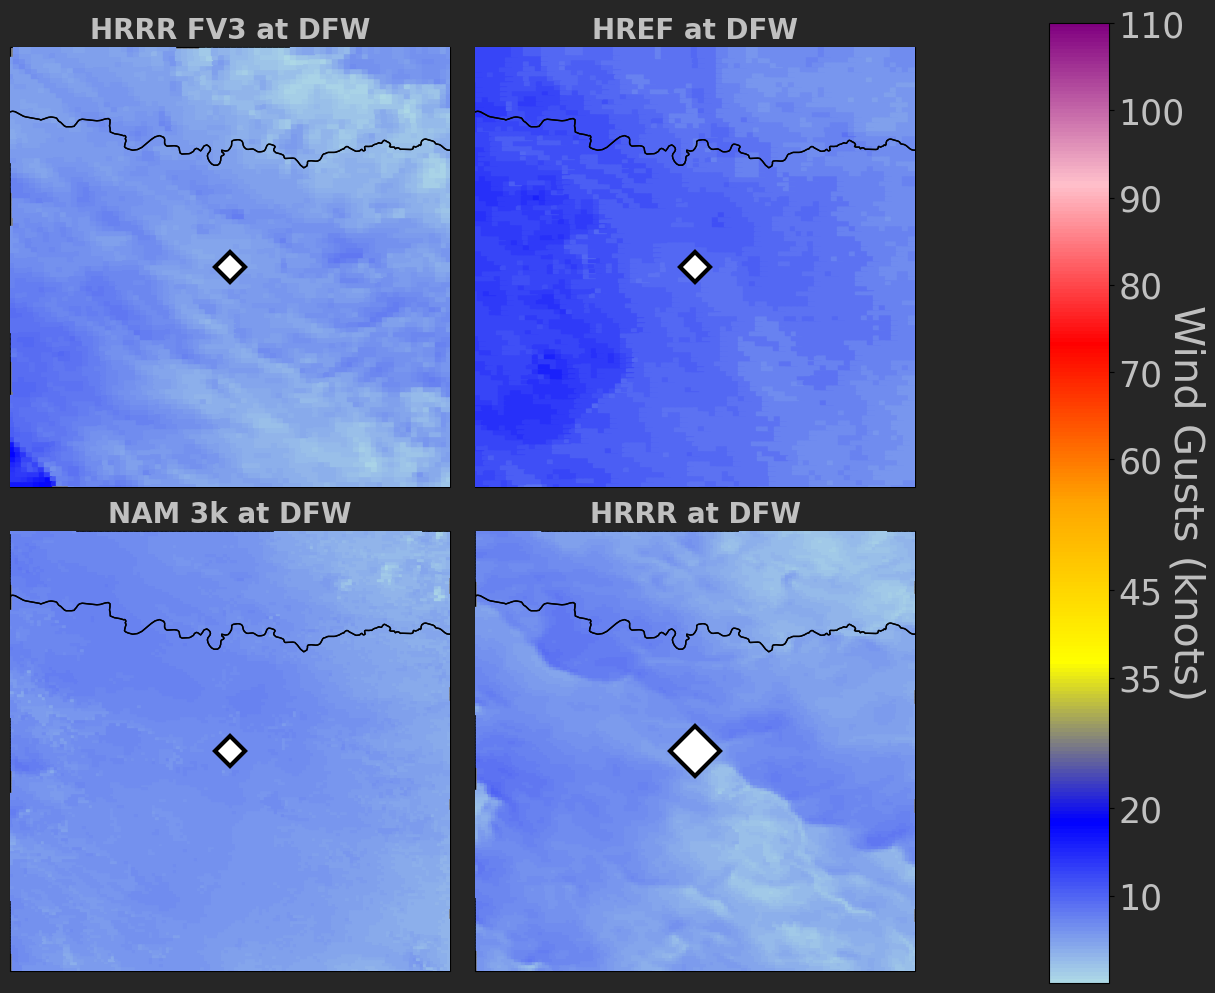 HRRR FV3 at DFW
HREF at DFW
NAM 3k at DFW
HRRR at DFW
110
100
90
80
70
60
45
35
20
10
Wind Gusts (knots)